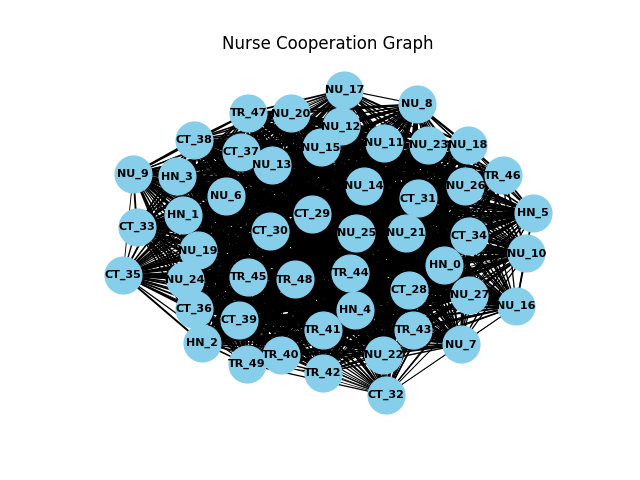 Nurse Cooperation Graph
NU_17
NU_8
TR_47
NU_20
NU_12
CT_38
NU_11
NU_23
NU_18
NU_15
CT_37
NU_13
NU_9
HN_3
TR_46
NU_14
NU_26
NU_6
CT_31
HN_5
HN_1
CT_29
CT_33
CT_30
NU_25
NU_21
CT_34
NU_19
NU_10
HN_0
CT_35
NU_24
TR_45
TR_48
TR_44
CT_28
NU_27
NU_16
CT_36
HN_4
CT_39
TR_41
TR_43
HN_2
NU_7
TR_49
TR_40
NU_22
TR_42
CT_32